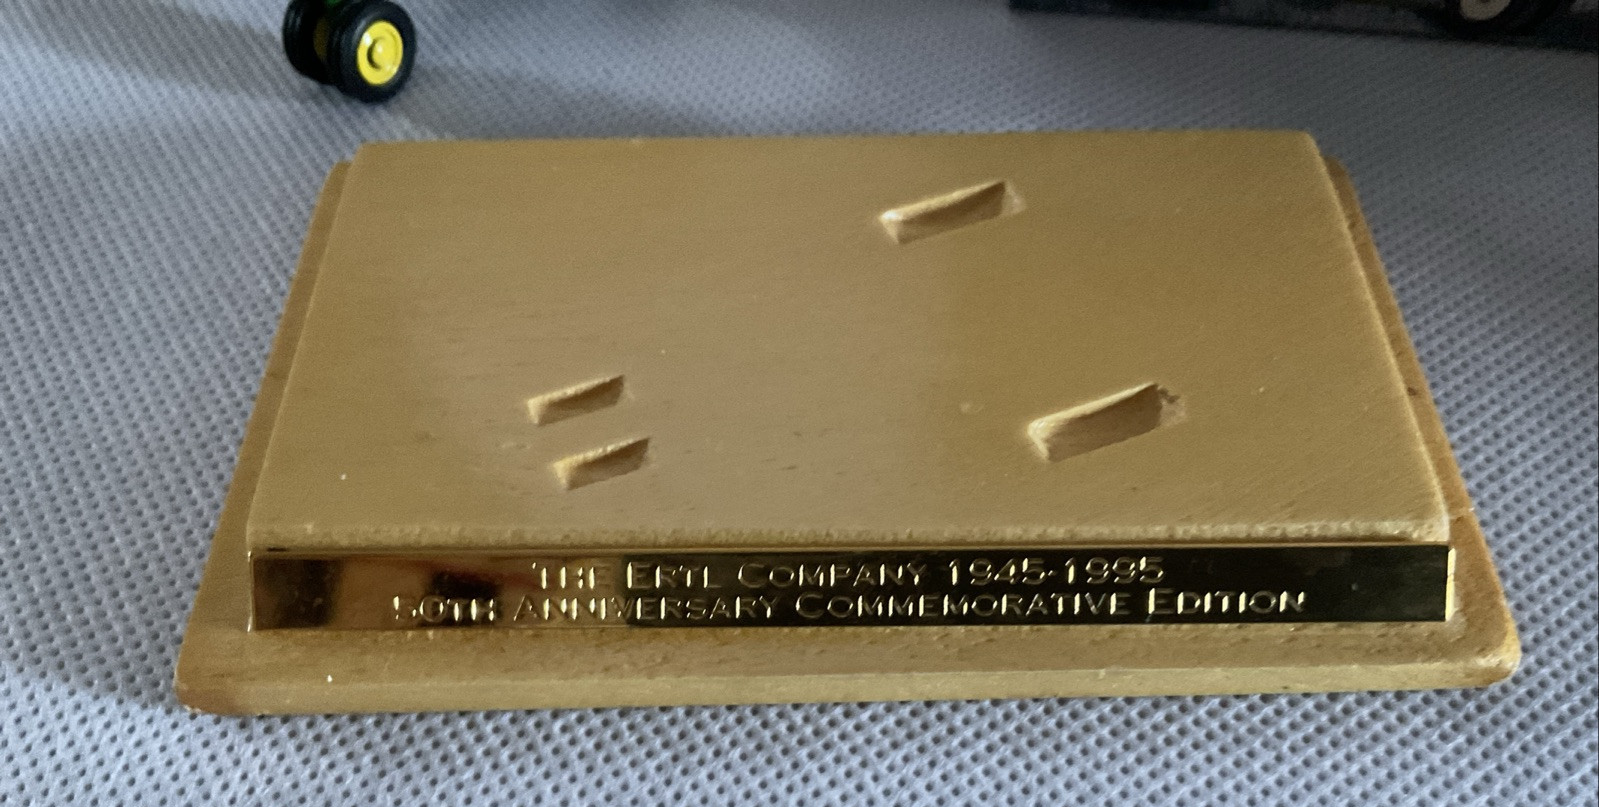 THE ERTL COMPANY 1945-1995
50TH ANNIVERSARY COMMEMORATIVE EDITION